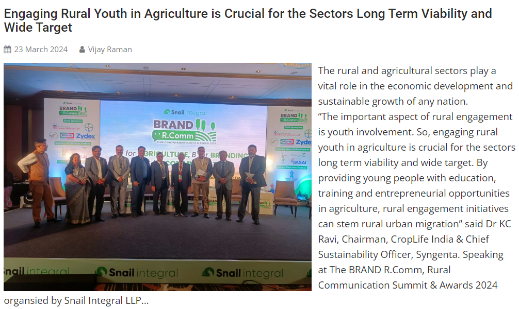 Engaging Rural Youth in Agriculture is Crucial for the Sectors Long Term Viability and
Wide Target
23 March 2024 Vijay Raman
The rural and agricultural sectors play a
vital role in the economic development and
sustainable growth of any nation.
"The important aspect of rural engagement
is youth involvement. So, engaging rural
youth in agriculture is crucial for the sectors
long term viability and wide target. By
providing young people with education,
training and entrepreneurial opportunities
in agriculture, rural engagement initiatives
can stem rural urban migration" said Dr KC
Ravi, Chairman, CropLife India & Chief
Sustainability Officer, Syngenta. Speaking
at The BRAND R.Comm, Rural
Communication Summit & Awards 2024
organsied by Snail Integral LLP...
Snail Integral
BRAND
R.Comm
Zydex
Zydex
Snail integral
Snail integral